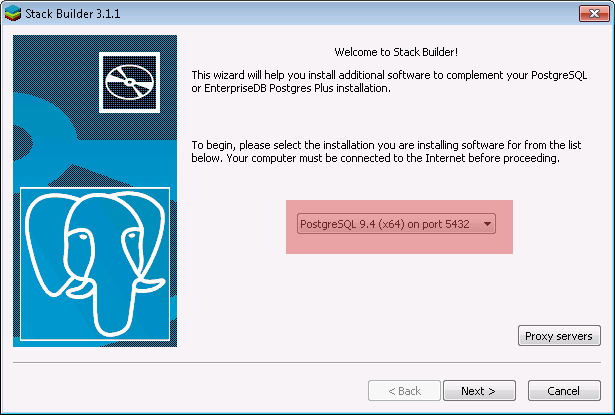 Stack Builder 3.1.1
Welcome to Stack Builder!
This wizard will help you install additional software to complement your PostgreSQL
or EnterpriseDB Postgres Plus installation.
To begin, please select the installation you are installing software for from the list
below. Your computer must be connected to the Internet before proceeding.
PostgreSQL 9.4 (x64) on port 5432
Proxy servers
< Back
Next >
Cancel